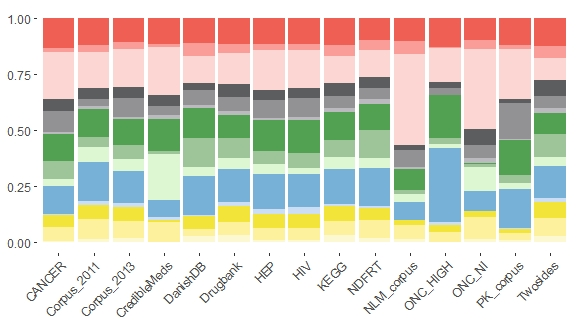 1.00
0.75
0.50
0.25
0.00
CANCER
Corpus_2011
Corpus_2013
CredibleMeds
DanishDB
Drugbank
HEP
HIV
KEGG
NDFRT
NLM_corpus
ONC_HIGH
ONC_NI
PK_corpus
Twosides